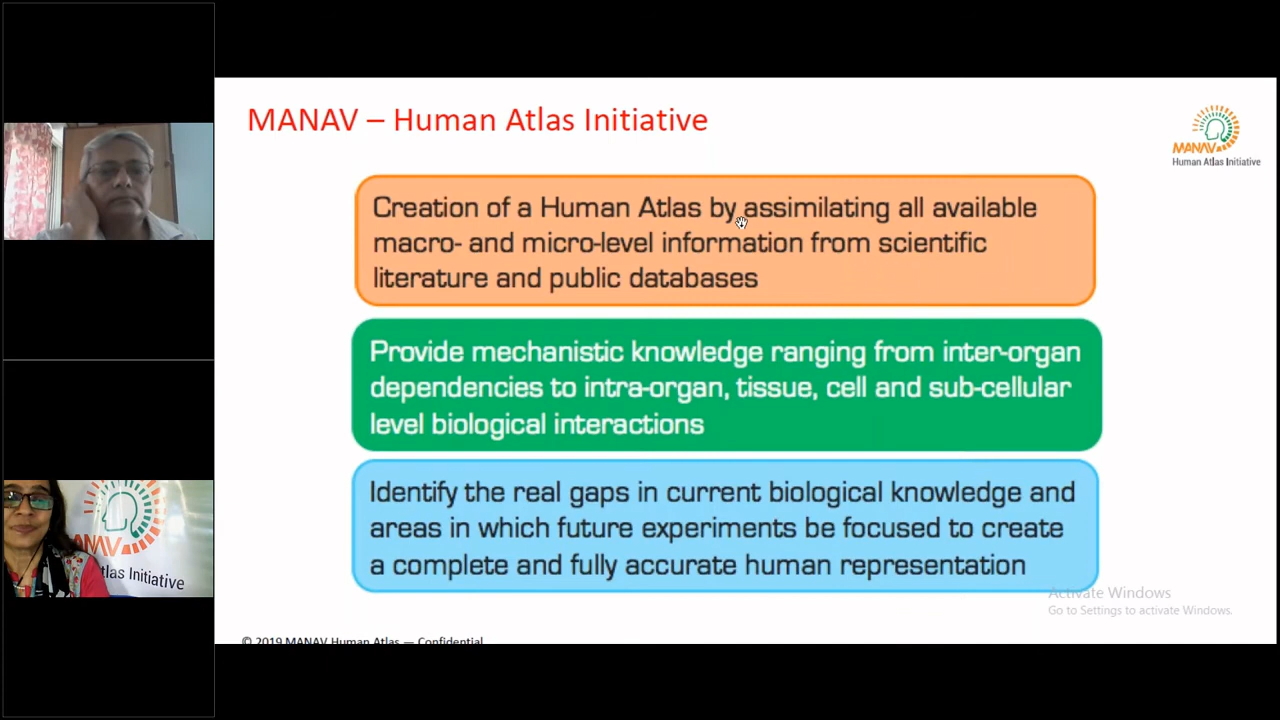 MANAV – Human Atlas Initiative
MANAV
Human Atlas Initiative
Creation of a Human Atlas by assimilating all available
macro- and micro-level information from scientific
literature and public databases
Provide mechanistic knowledge ranging from inter-organ
dependencies to intra-organ, tissue, cell and sub-cellular
level biological interactions
Identify the real gaps in current biological knowledge and
areas in which future experiments be focused to create
a complete and fully accurate human representation
Activate Windows
Go to Settings to activate Windows.
© 2019 MANAV Human Atlas — Confidential
ANAV
tlas Initiative